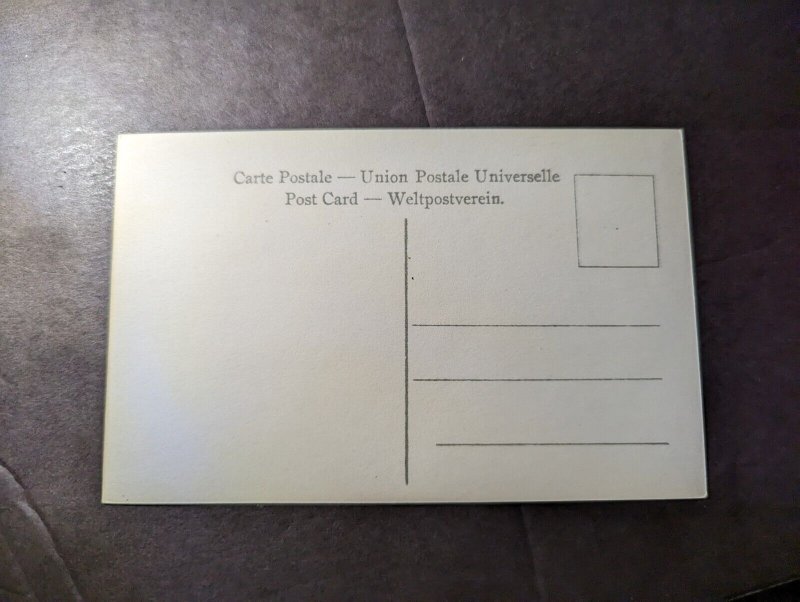 Carte Postale — Union Postale Universelle
Post Card — Weltpostverein.